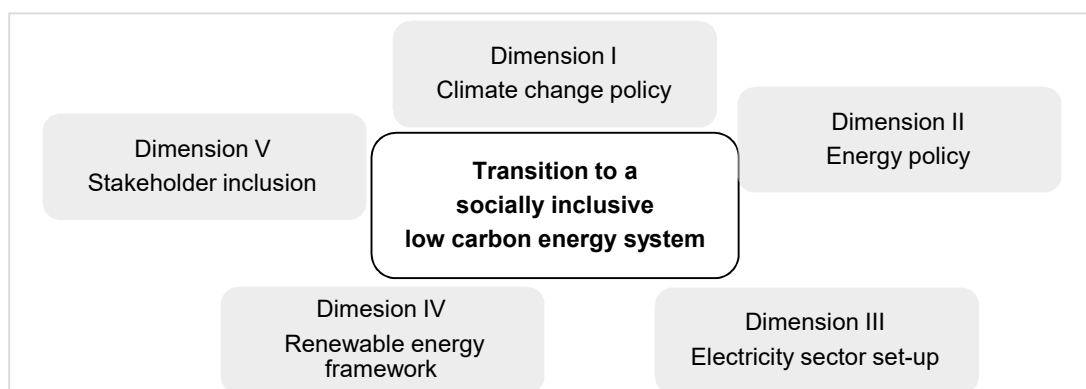 Dimension I
Climate change policy
Dimension II
Energy policy
Dimension V
Stakeholder inclusion
Transition to a
socially inclusive
low carbon energy system
Dimesion IV
Renewable energy
framework
Dimension III
Electricity sector set-up